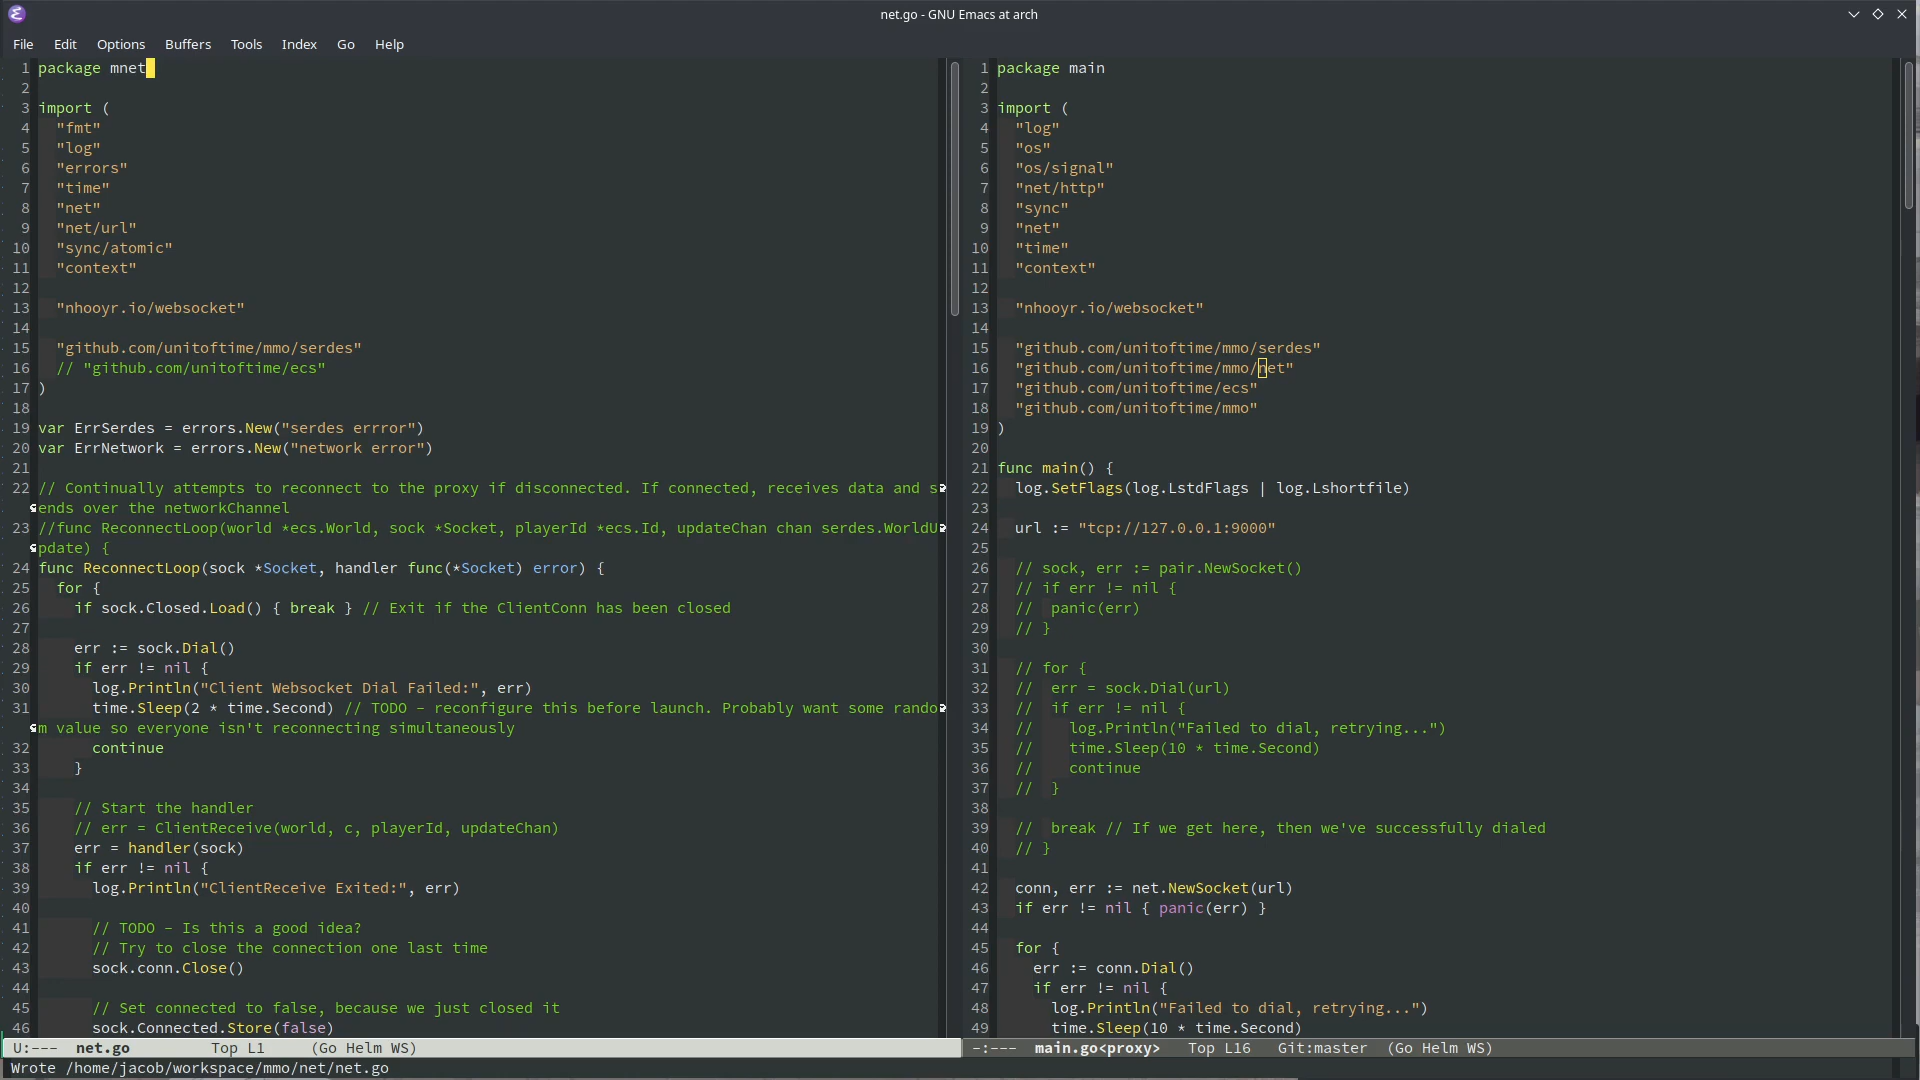 net.go - GNU Emacs at arch
File Edit Options Buffers Tools Index Go Help
1 package mnet
2
3 import (
4 "fmt"
5 "log"
6 "errors"
7 "time"
8 "net"
9 "net/url"
10 "sync/atomic"
11 "context"
12
13 "nhooyr.io/websocket"
14
15 "github.com/unitoftime/mmo/serdes"
16 // "github.com/unitoftime/ecs"
17 )
18
19 var ErrSerdes = errors.New("serdes errror")
20 var ErrNetwork = errors.New("network error")
21
22 // Continually attempts to reconnect to the proxy if disconnected. If connected, receives data and s
ends over the networkChannel
23 //func ReconnectLoop(world *ecs.World, sock *Socket, playerId *ecs.Id, updateChan chan serdes.WorldU
pdate) {
24 func ReconnectLoop(sock *Socket, handler func(*Socket) error) {
25 for {
26 if sock.Closed.Load() { break } // Exit if the ClientConn has been closed
27
28 err := sock.Dial()
29 if err != nil {
30 log.Println("Client Websocket Dial Failed:", err)
31 time.Sleep(2 * time.Second) // TODO - reconfigure this before launch. Probably want some rando
m value so everyone isn't reconnecting simultaneously
32 continue
33 }
34
35 // Start the handler
36 // err = ClientReceive(world, c, playerId, updateChan)
37 err = handler(sock)
38 if err != nil {
39 log.Println("ClientReceive Exited:", err)
40
41 // TODO - Is this a good idea?
42 // Try to close the connection one last time
43 sock.conn.Close()
44
45 // Set connected to false, because we just closed it
46 sock.Connected.Store(false)
U:--- net.go Top L1 (Go Helm WS)
1 package main
2
3 import (
4 "log"
5 "os"
6 "os/signal"
7 "net/http"
8 "sync"
9 "net"
10 "time"
11 "context"
12
13 "nhooyr.io/websocket"
14
15 "github.com/unitoftime/mmo/serdes"
16 "github.com/unitoftime/mmo/net"
17 "github.com/unitoftime/ecs"
18 "github.com/unitoftime/mmo"
19 )
20
21 func main() {
22 log.SetFlags(log.LstdFlags | log.Lshortfile)
23
24 url := "tcp://127.0.0.1:9000"
25
26 // sock, err := pair.NewSocket()
27 // if err != nil {
28 // panic(err)
29 // }
30
31 // for {
32 // err = sock.Dial(url)
33 // if err != nil {
34 // log.Println("Failed to dial, retrying...")
35 // time.Sleep(10 * time.Second)
36 // continue
37 // }
38
39 // break // If we get here, then we've successfully dialed
40 // }
41
42 conn, err := net.NewSocket(url)
43 if err != nil { panic(err) }
44
45 for {
46 err := conn.Dial()
47 if err != nil {
48 log.Println("Failed to dial, retrying...")
49 time.Sleep(10 * time.Second)
-:--- main.go<proxy> Top L16 Git:master (Go Helm WS)
Wrote /home/jacob/workspace/mmo/net/net.go